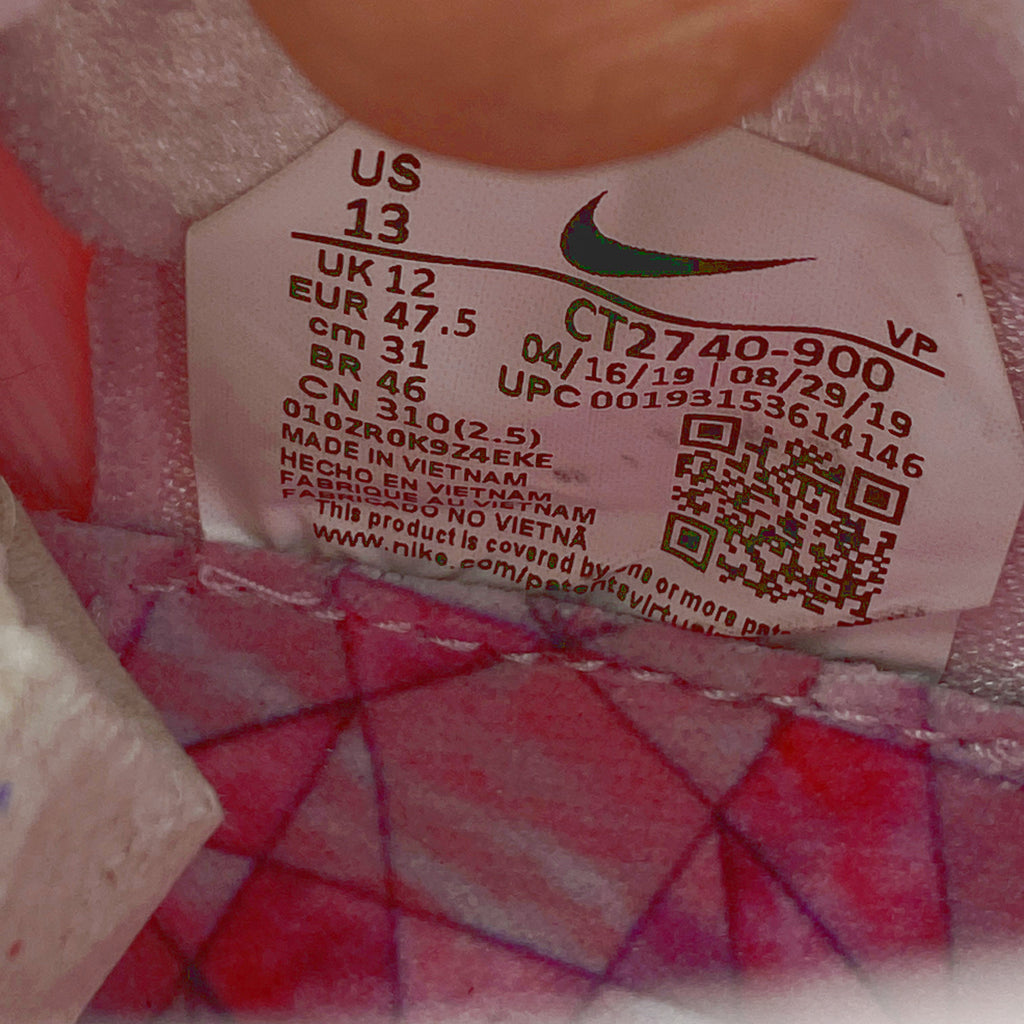 US
13
UK 12
EUR 47.5
cm 31
BR 46
CN 310(2.5)
010ZR0K9Z4EKE
MADE IN VIETNAM
HECHO EN VIETNAM
FABRIQUE AU VIETNAM
FABRICADO NO VIETNÃ
This product is covered by one or more
www.nike.com/patentsvirtual
VP
CT2740-900
04/16/19 | 08/29/19
UPC 00193153614146